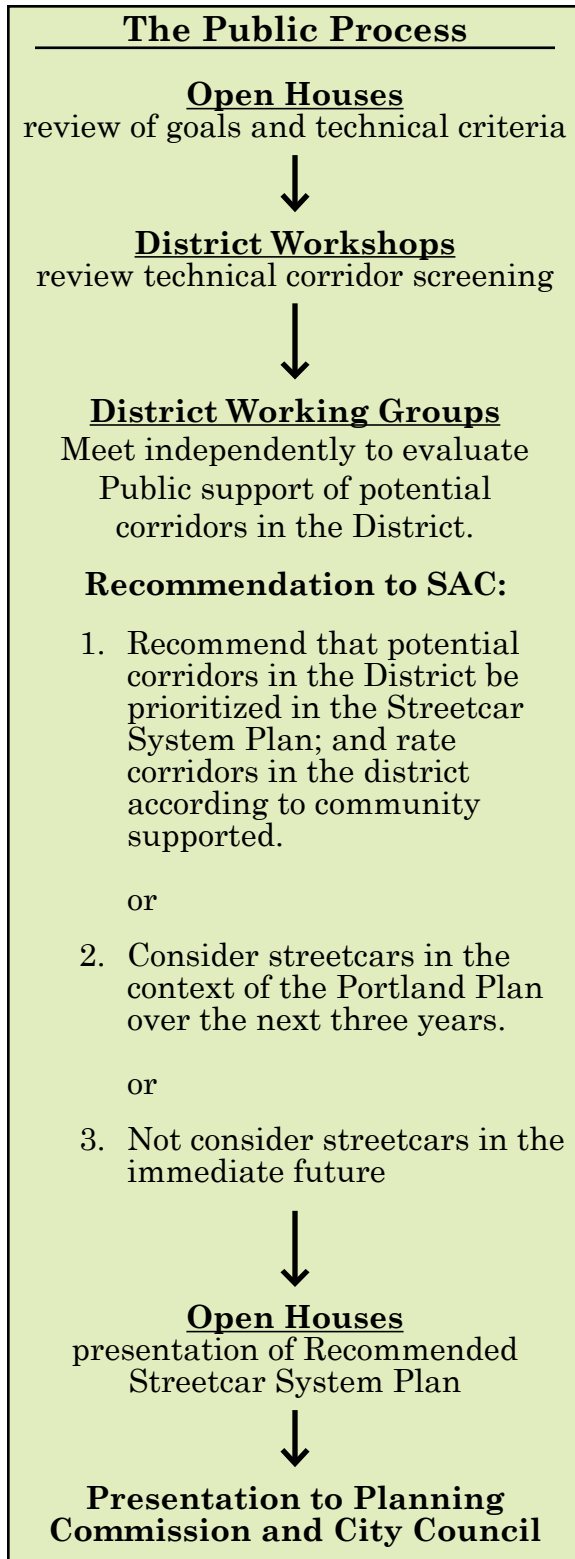 The Public Process
Open Houses
review of goals and technical criteria
District Workshops
review technical corridor screening
District Working Groups
Meet independently to evaluate
Public support of potential
corridors in the District.
Recommendation to SAC:
1. Recommend that potential
corridors in the District be
prioritized in the Streetcar
System Plan; and rate
corridors in the district
according to community
supported.
or
2. Consider streetcars in the
context of the Portland Plan
over the next three years.
or
3. Not consider streetcars in the
immediate future
Open Houses
presentation of Recommended
Streetcar System Plan
Presentation to Planning
Commission and City Council